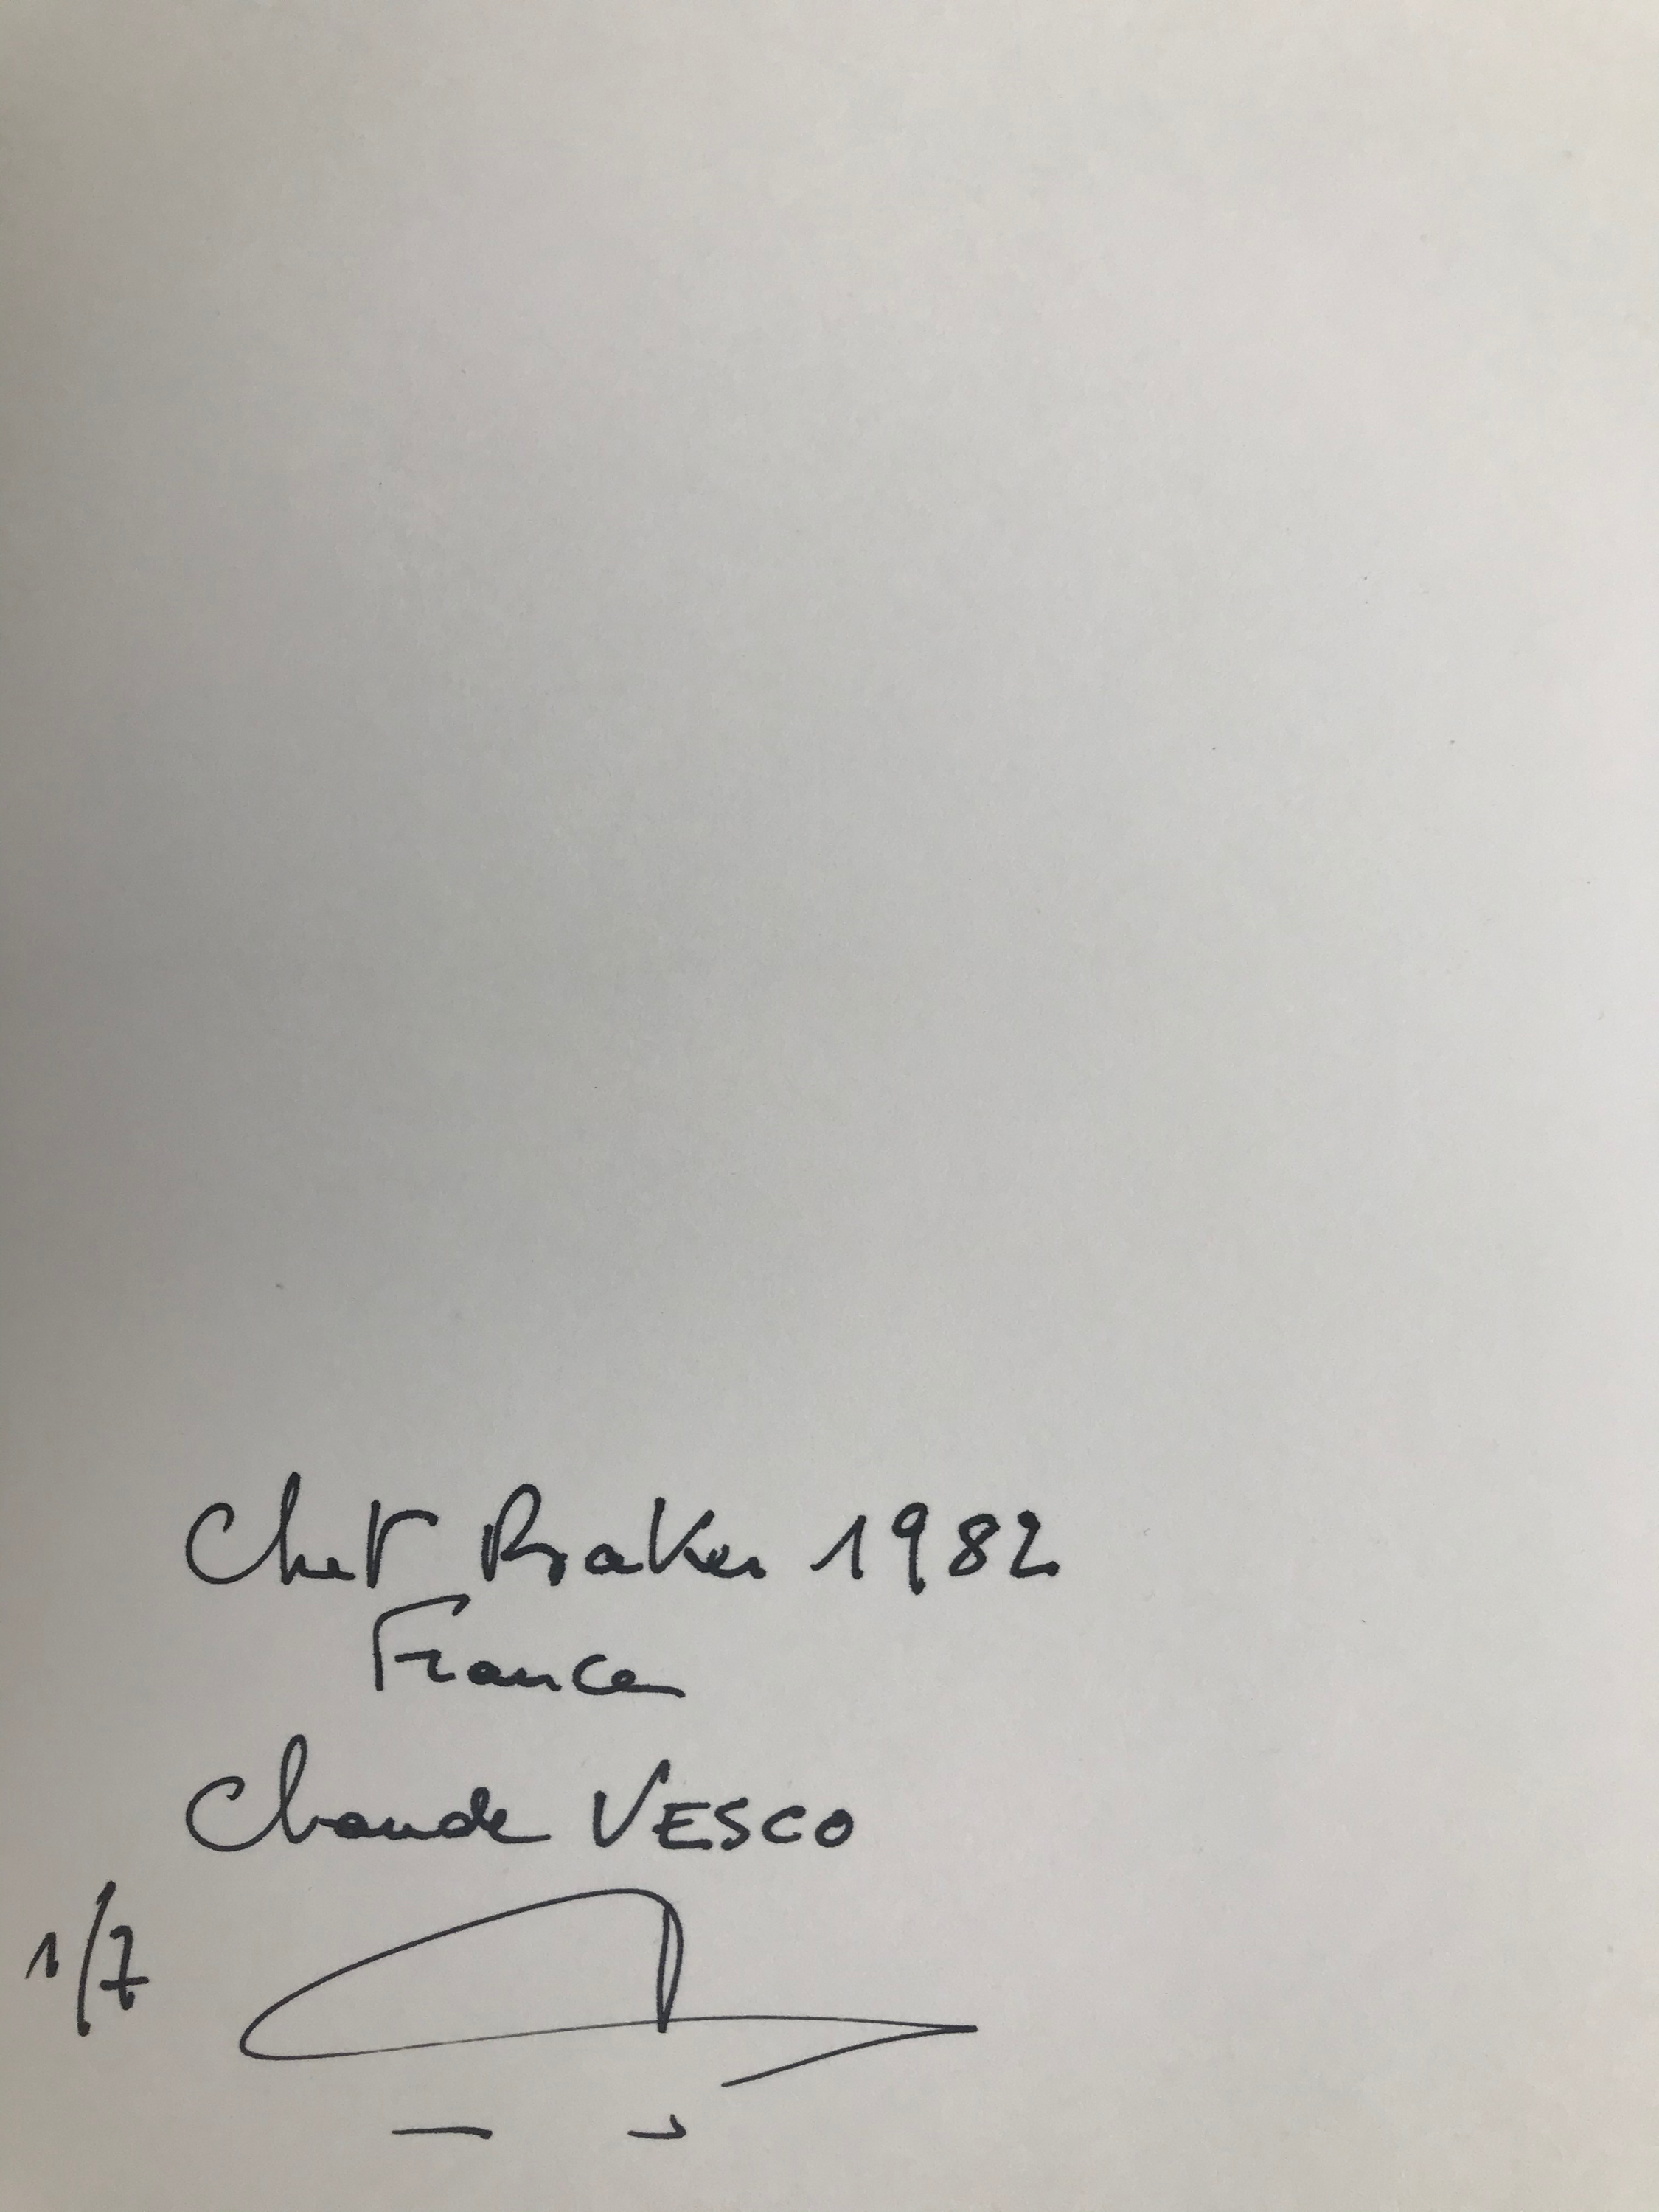 Chet Baker 1982
France
Claude VESCO
1/7